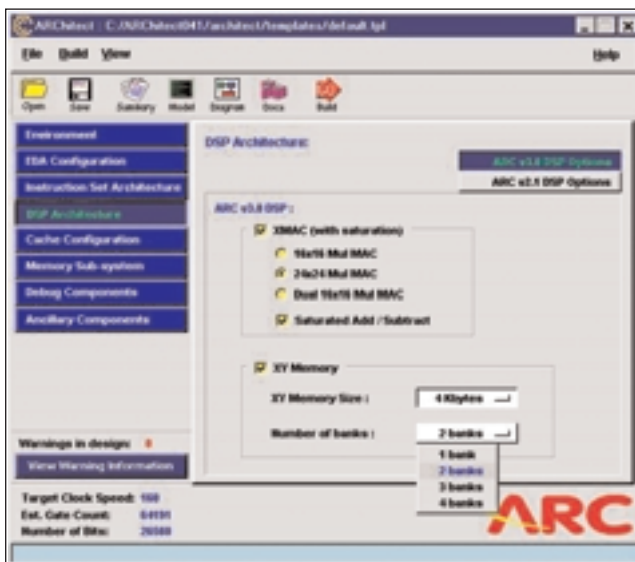 ARChitect : C:/ARChitect041/architect/templates/default.tpl
File Build View Help
Open Save Summary Model Diagram Docs Build
Environment
EDA Configuration
Instruction Set Architecture
DSP Architecture
Cache Configuration
Memory Sub-system
Debug Components
Ancillary Components
DSP Architecture:
ARC v3.0 DSP Options
ARC v2.1 DSP Options
ARC v3.0 DSP :
XMAC (with saturation)
16x16 Mul MAC
24x24 Mul MAC
Dual 16x16 Mul MAC
Saturated Add / Subtract
XY Memory
XY Memory Size : 4 Kbytes
Number of banks : 2 banks
1 bank
2 banks
3 banks
4 banks
Warnings in design: 0
View Warning Information
Target Clock Speed: 160
Est. Gate Count:
Number of Bits:
ARC